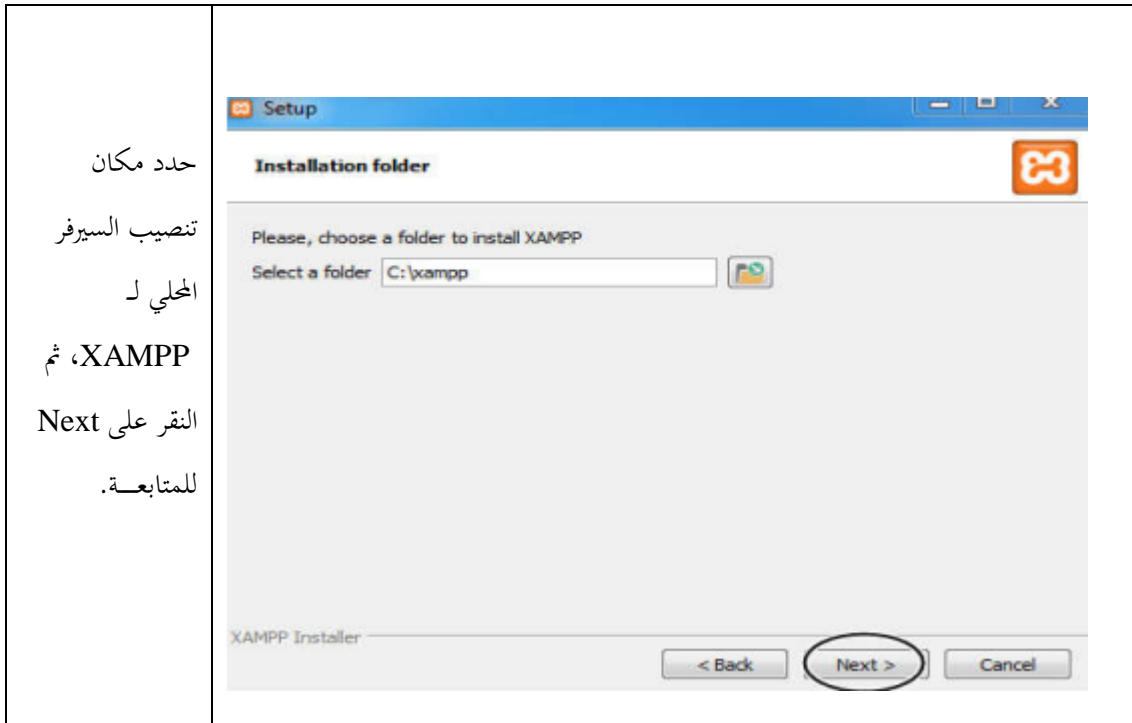 حدد مكان
تنصيب السيرفر
المحلي لـ
XAMPP، ثم
النقر على Next
للمتابعـــة.
Setup
Installation folder
Please, choose a folder to install XAMPP
Select a folder C:\xampp
XAMPP Installer
< Back Next > Cancel